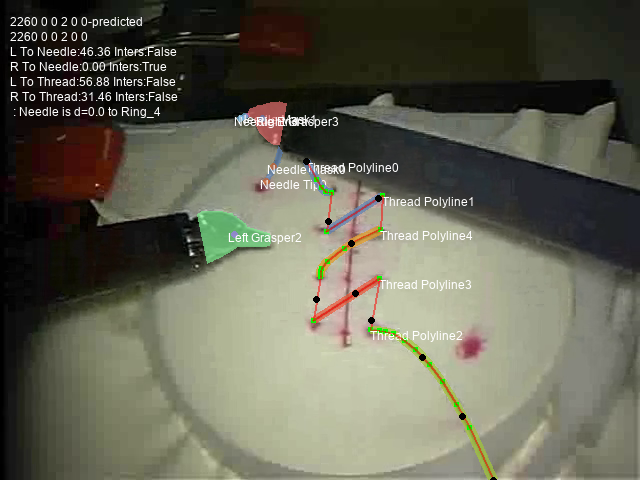 2260 0 0 2 0 0-predicted
2260 0 0 2 0 0
L To Needle:46.36 Inters:False
R To Needle:0.00 Inters:True
L To Thread:56.88 Inters:False
R To Thread:31.46 Inters:False
: Needle is d=0.0 to Ring_4
Thread Polyline0
Needle Tip0
Thread Polyline1
Left Grasper2
Thread Polyline4
Thread Polyline3
Thread Polyline2